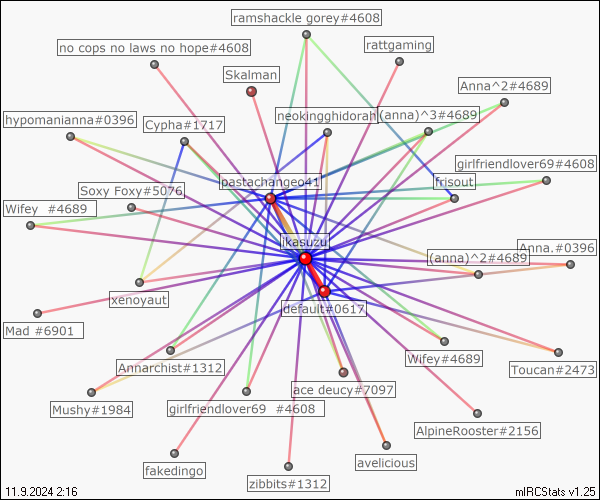 ramshackle gorey#4608
no cops no laws no hope#4608
rattgaming
Skalman
Anna^2#4689
hypomanianna#0396
Cypha#1717
neokingghidorah
(anna)^3#4689
girlfriendlover69#4608
pastachangeo41
frisout
Soxy Foxy#5076
Wifey  #4689
ikasuzu
Anna.#0396
(anna)^2#4689
xenoyaut
default#0617
Mad #6901
Annarchist#1312
Wifey#4689
Toucan#2473
ace deucy#7097
Mushy#1984
girlfriendlover69  #4608
AlpineRooster#2156
avelicious
fakedingo
zibbits#1312
11.9.2024 2:16
mIRCStats v1.25